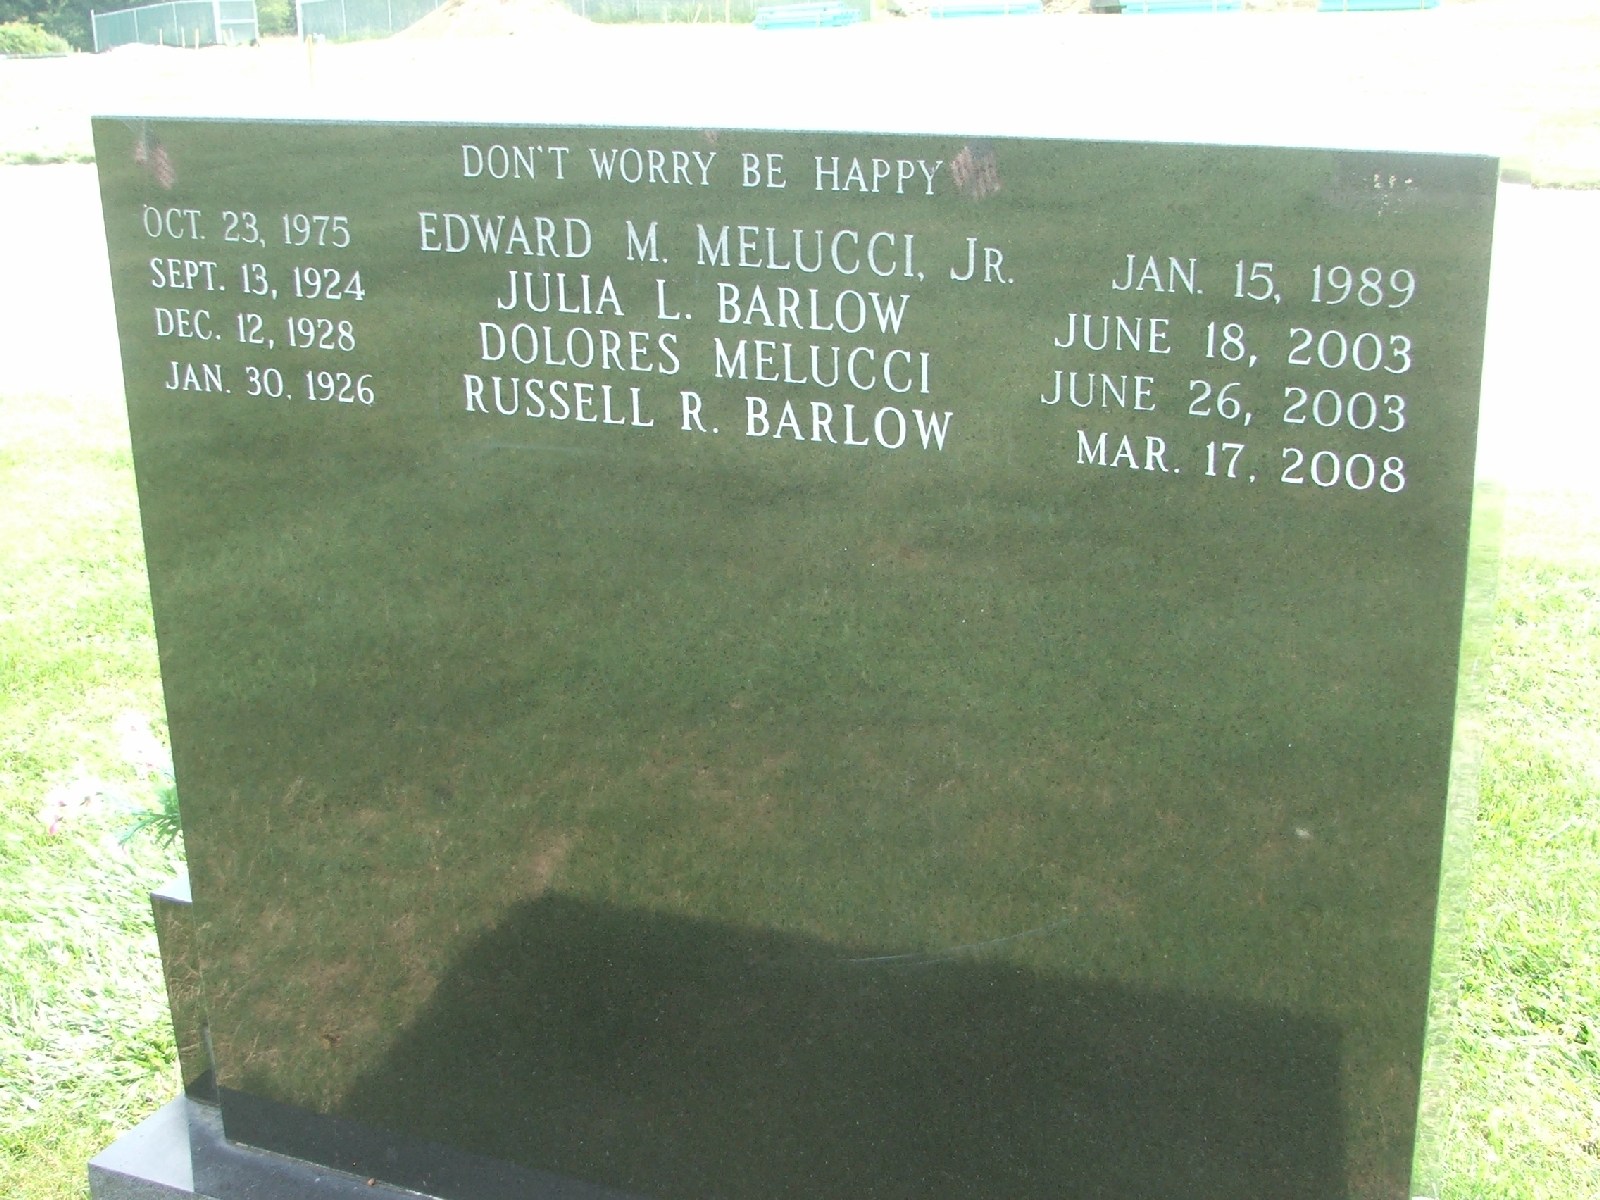 DON'T WORRY BE HAPPY
OCT. 23, 1975 EDWARD M. MELUCCI, JR. JAN. 15, 1989
SEPT. 13, 1924 JULIA L. BARLOW JUNE 18, 2003
DEC. 12, 1928 DOLORES MELUCCI JUNE 26, 2003
JAN. 30, 1926 RUSSELL R. BARLOW MAR. 17, 2008